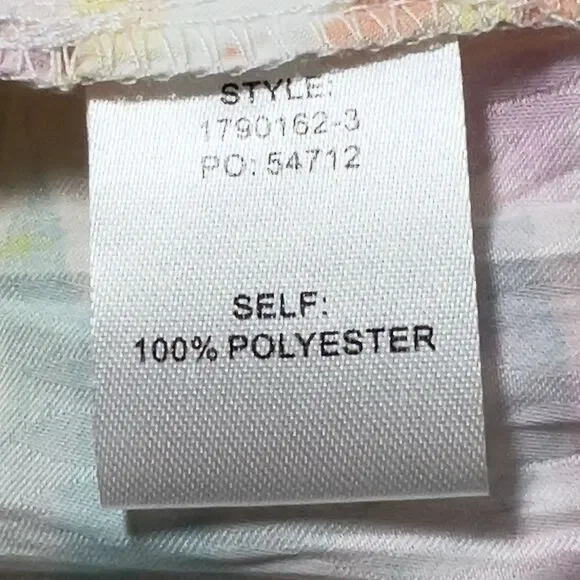 STYLE:
1790162-3
PO: 54712
SELF:
100% POLYESTER